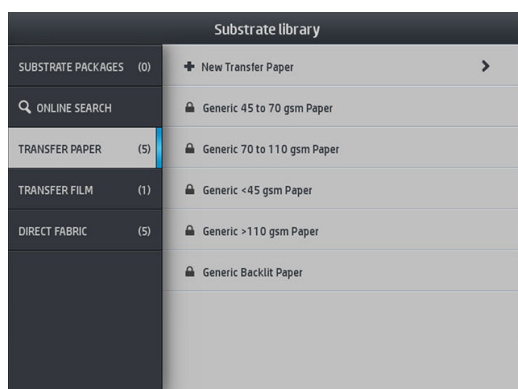 Substrate library
SUBSTRATE PACKAGES (0)
ONLINE SEARCH
TRANSFER PAPER (5)
TRANSFER FILM (1)
DIRECT FABRIC (5)
New Transfer Paper
Generic 45 to 70 gsm Paper
Generic 70 to 110 gsm Paper
Generic <45 gsm Paper
Generic >110 gsm Paper
Generic Backlit Paper